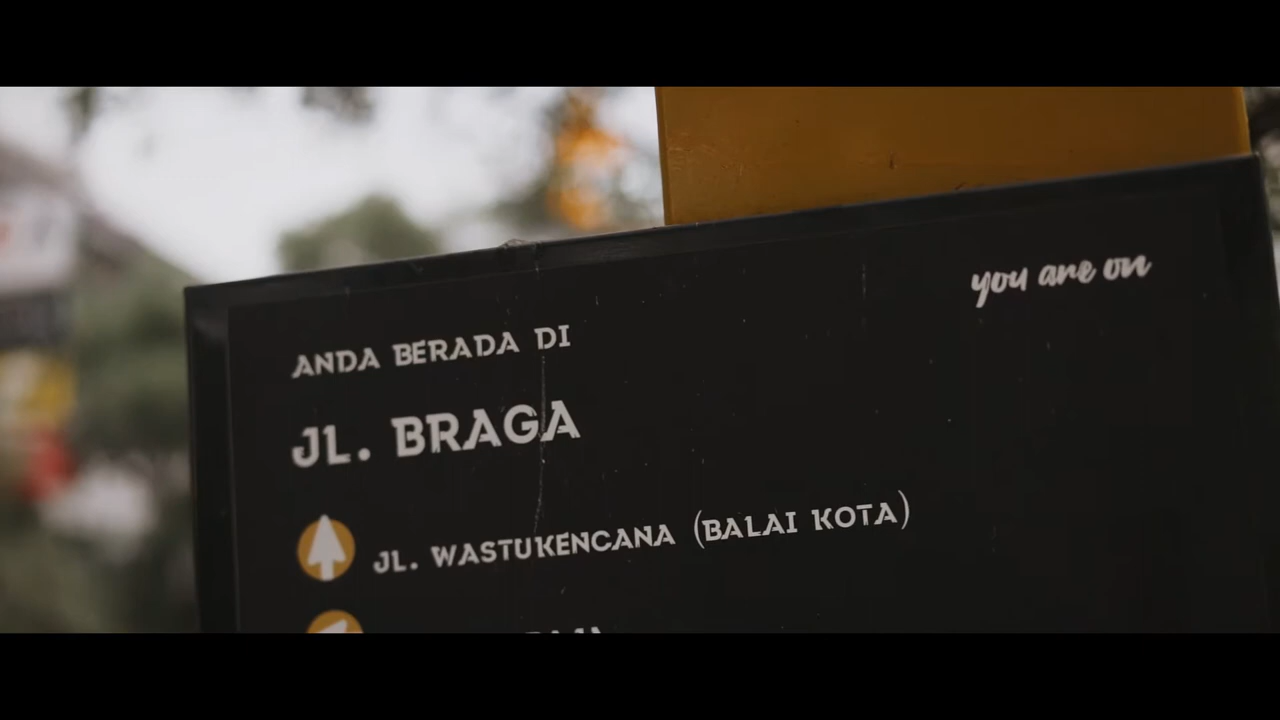 you are on
ANDA BERADA DI
JL. BRAGA
JL. WASTUKENCANA (BALAI KOTA)